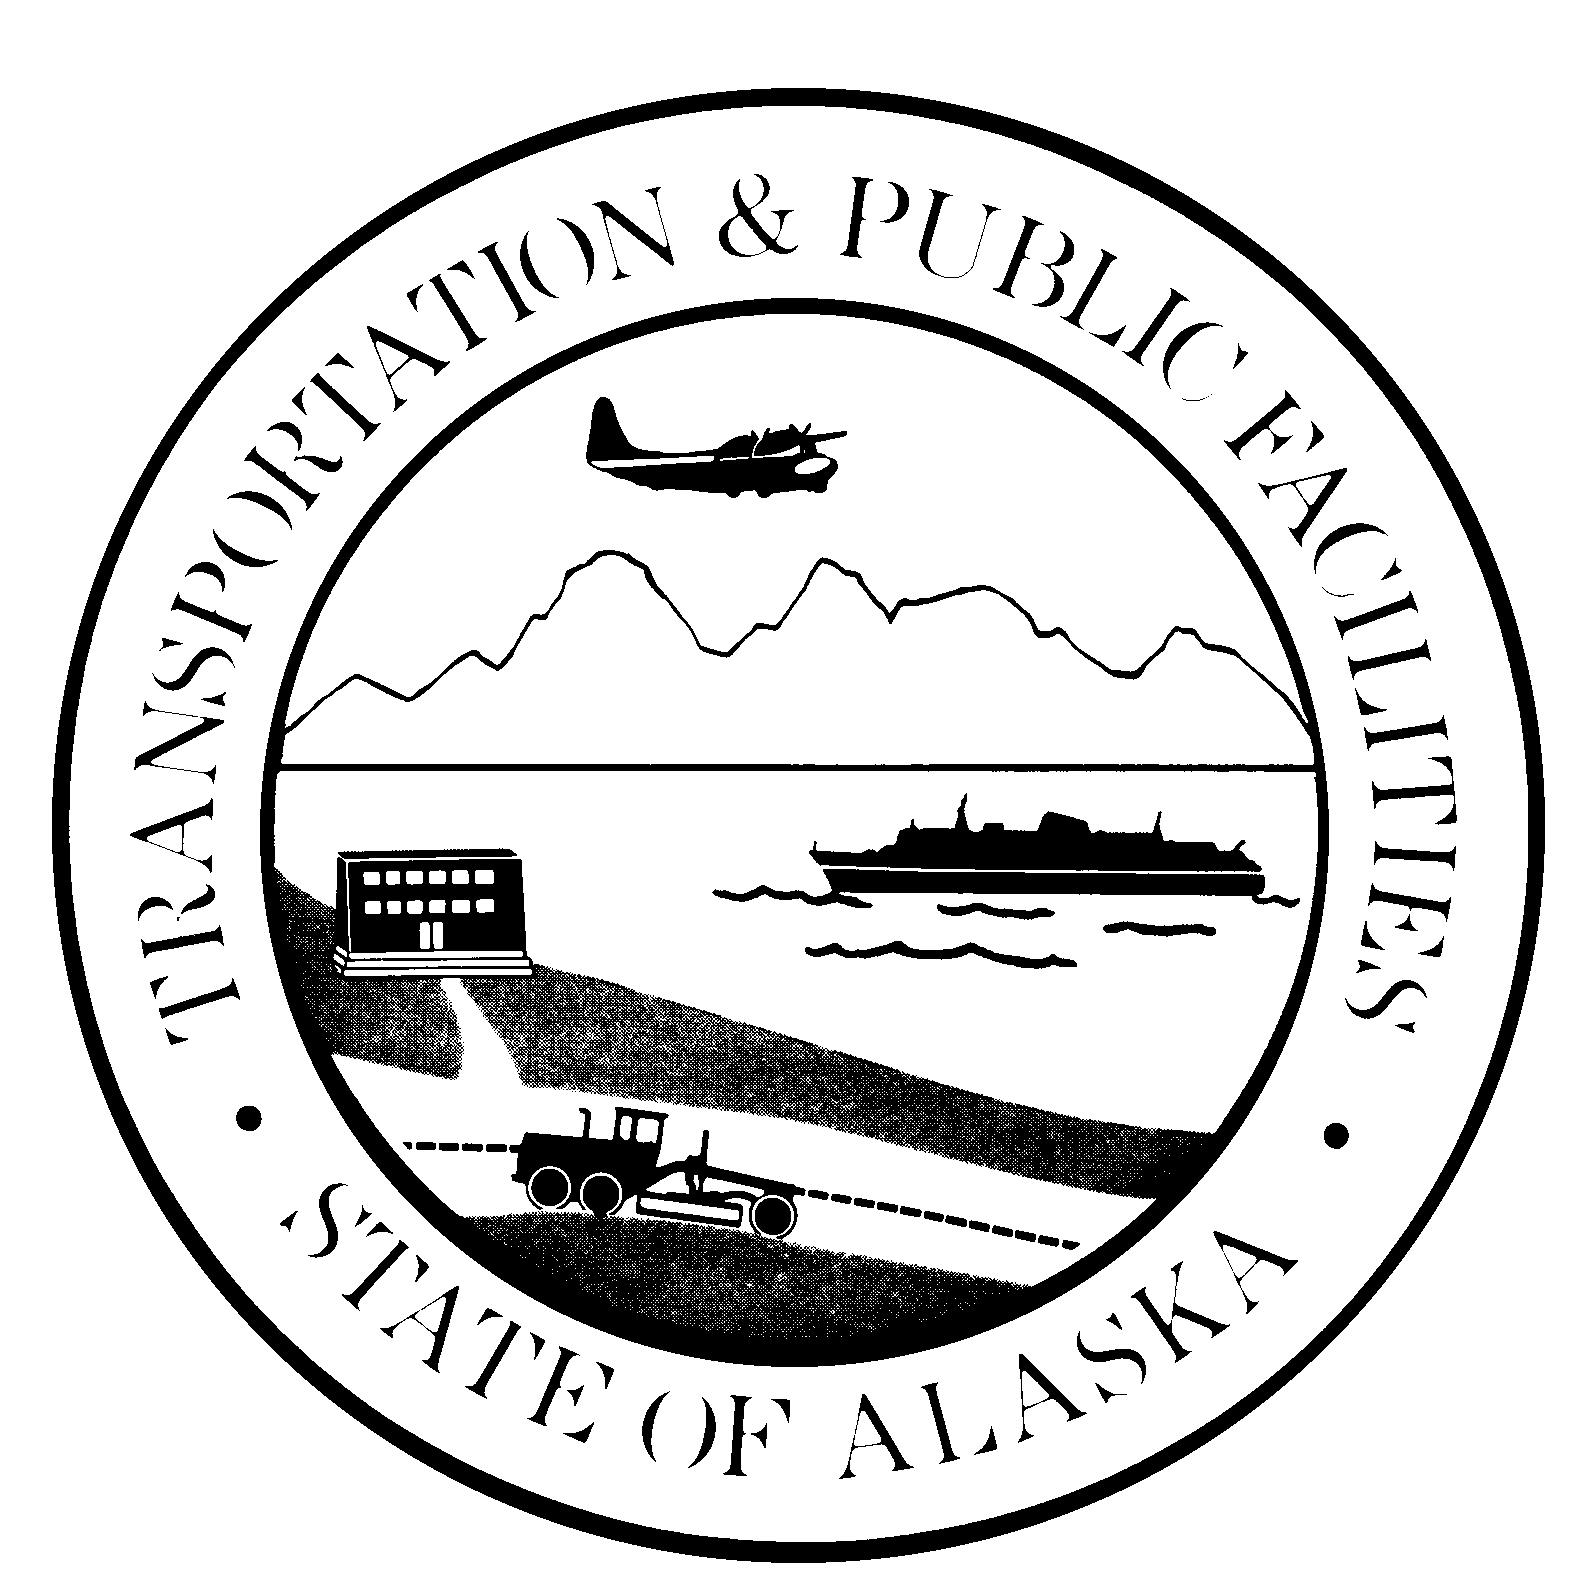 TRANSPORTATION & PUBLIC FACILITIES
STATE OF ALASKA